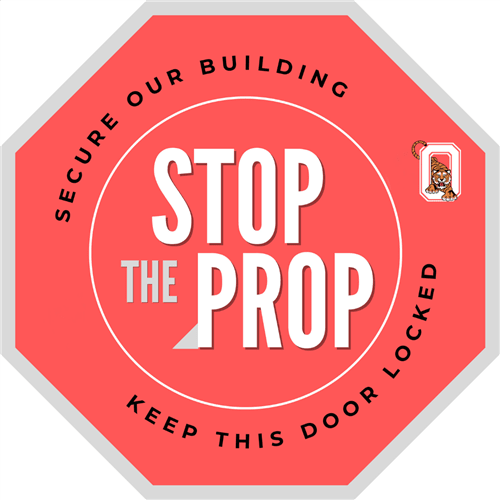 SECURE OUR BUILDING
STOP
THE PROP
KEEP THIS DOOR LOCKED
O